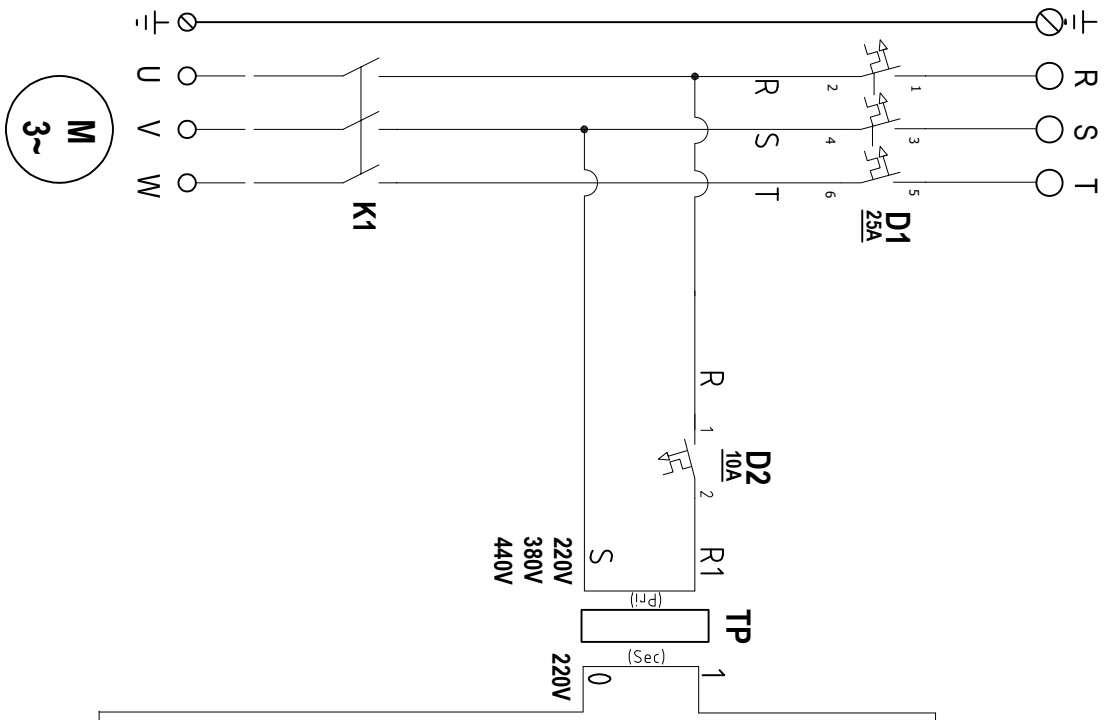 R
S
T
1
3
5
2
4
6
D1
25A
R
S
T
K1
U
V
W
M
3~
R
1
D2
10A
2
R1
S
220V
380V
440V
(Pri)
TP
(Sec)
1
0
220V